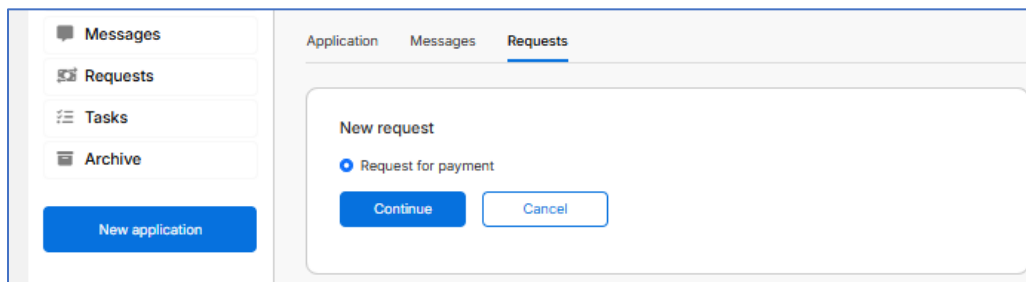 Messages
Requests
Tasks
Archive
New application
Application Messages Requests
New request
Request for payment
Continue Cancel